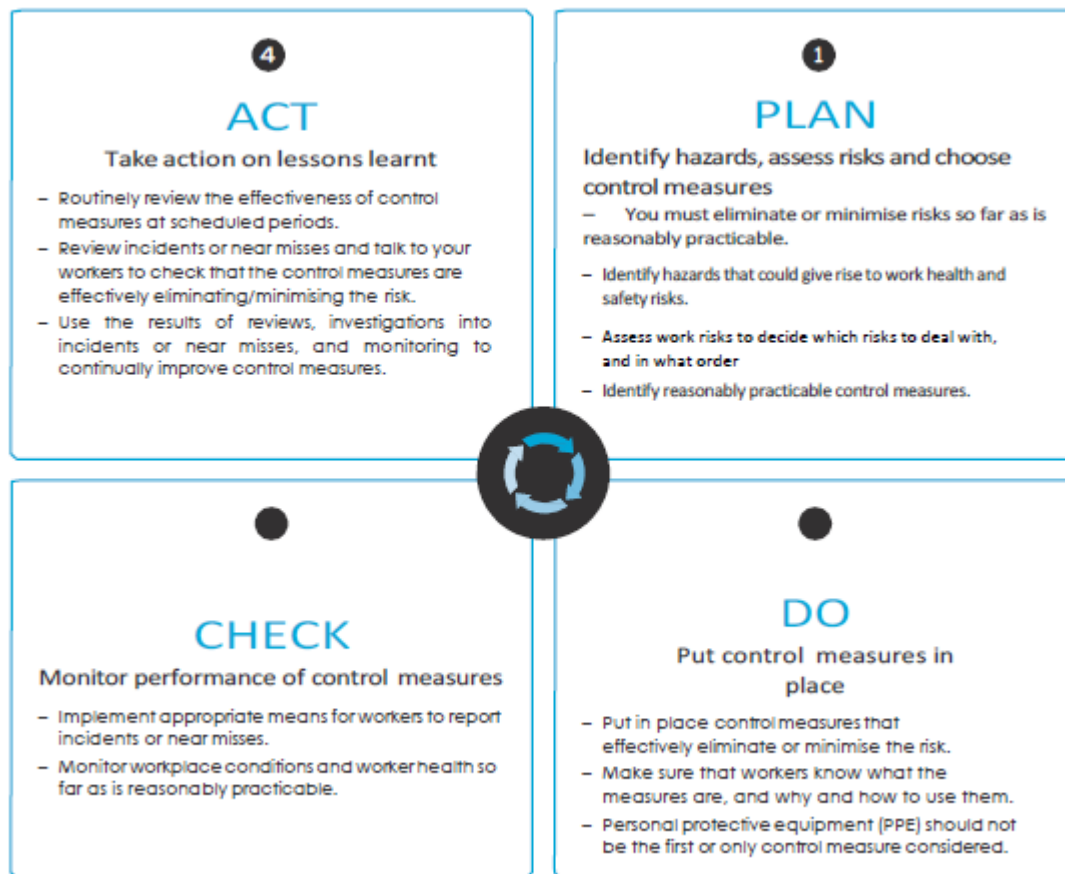 4
ACT
Take action on lessons learnt
– Routinely review the effectiveness of control
measures at scheduled periods.
– Review incidents or near misses and talk to your
workers to check that the control measures are
effectively eliminating/minimising the risk.
– Use the results of reviews, investigations into
incidents or near misses, and monitoring to
continually improve control measures.
1
PLAN
Identify hazards, assess risks and choose
control measures
– You must eliminate or minimise risks so far as is
reasonably practicable.
– Identify hazards that could give rise to work health and
safety risks.
– Assess work risks to decide which risks to deal with,
and in what order
– Identify reasonably practicable control measures.
CHECK
Monitor performance of control measures
– Implement appropriate means for workers to report
incidents or near misses.
– Monitor workplace conditions and worker health so
far as is reasonably practicable.
DO
Put control measures in
place
– Put in place control measures that
effectively eliminate or minimise the risk.
– Make sure that workers know what the
measures are, and why and how to use them.
– Personal protective equipment (PPE) should not
be the first or only control measure considered.